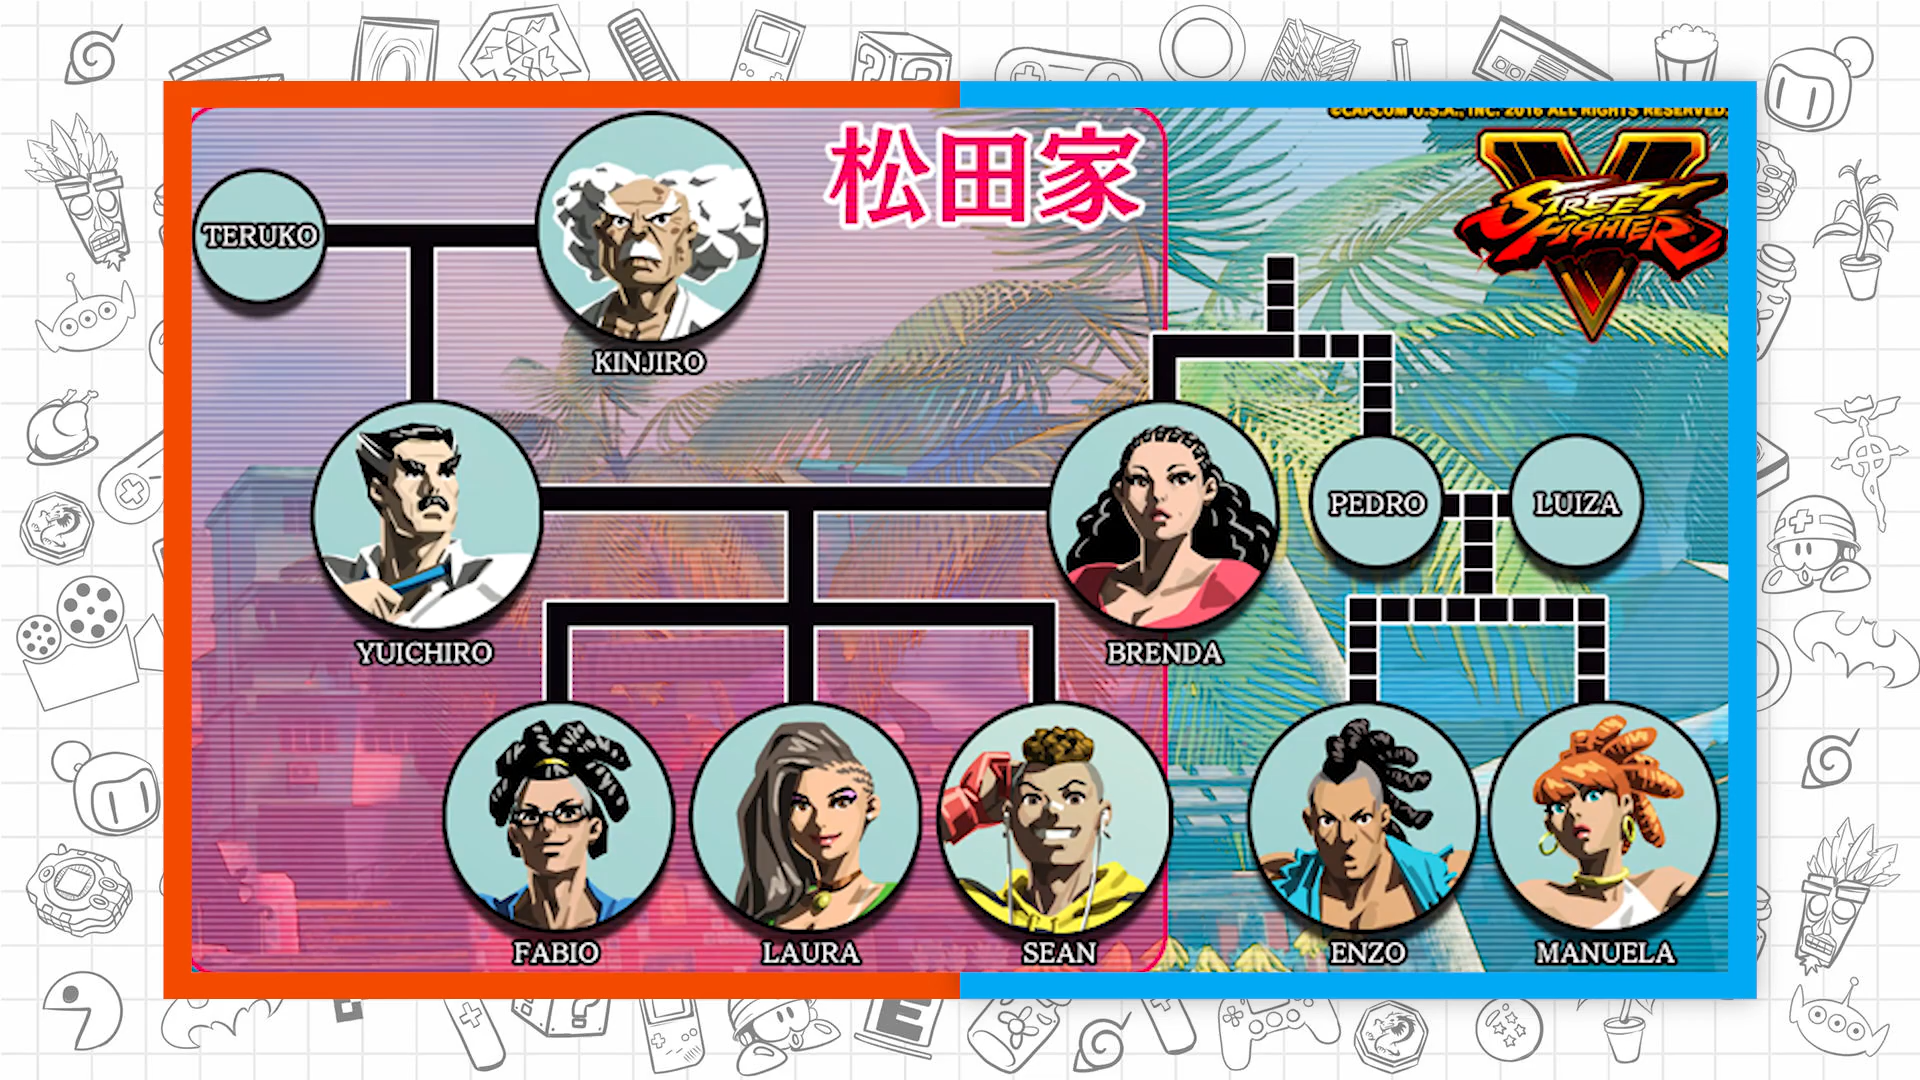 ©CAPCOM U.S.A., INC. 2016 ALL RIGHTS RESERVED.
松田家
STREET
FIGHTER
V
TERUKO
KINJIRO
YUICHIRO
BRENDA
PEDRO
LUIZA
FABIO
LAURA
SEAN
ENZO
MANUELA
? ?
?
E